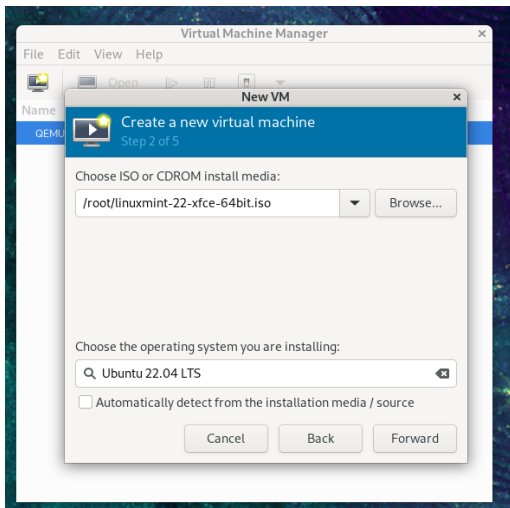 Virtual Machine Manager
File Edit View Help
Open
New VM
Name
Create a new virtual machine
QEMU
Step 2 of 5
Choose ISO or CDROM install media:
/root/linuxmint-22-xfce-64bit.iso
Browse...
Choose the operating system you are installing:
Ubuntu 22.04 LTS
Automatically detect from the installation media / source
Cancel Back Forward